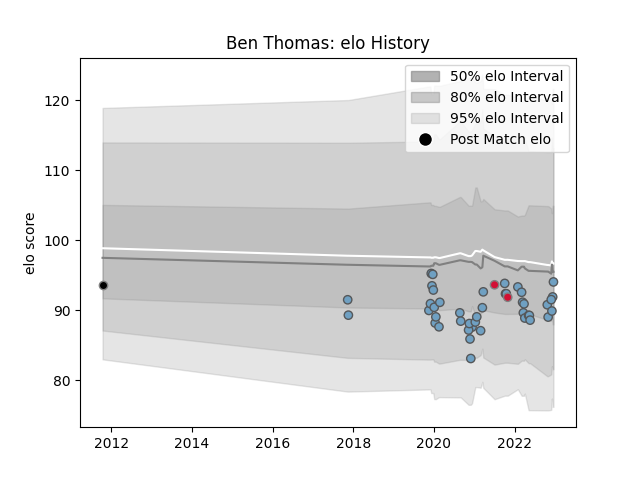 Ben Thomas: elo History
50% elo Interval
80% elo Interval
95% elo Interval
Post Match elo
elo score
120
110
100
90
80
2012 2014 2016 2018 2020 2022